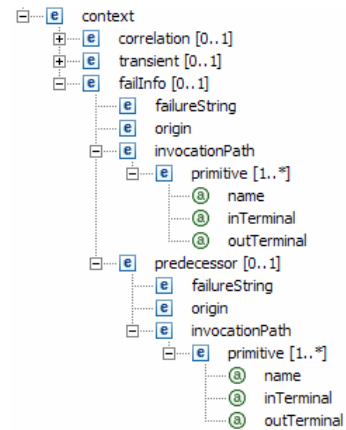 e context
e correlation [0..1]
e transient [0..1]
e failInfo [0..1]
e failureString
e origin
e invocationPath
e primitive [1..*]
a name
a inTerminal
a outTerminal
e predecessor [0..1]
e failureString
e origin
e invocationPath
e primitive [1..*]
a name
a inTerminal
a outTerminal